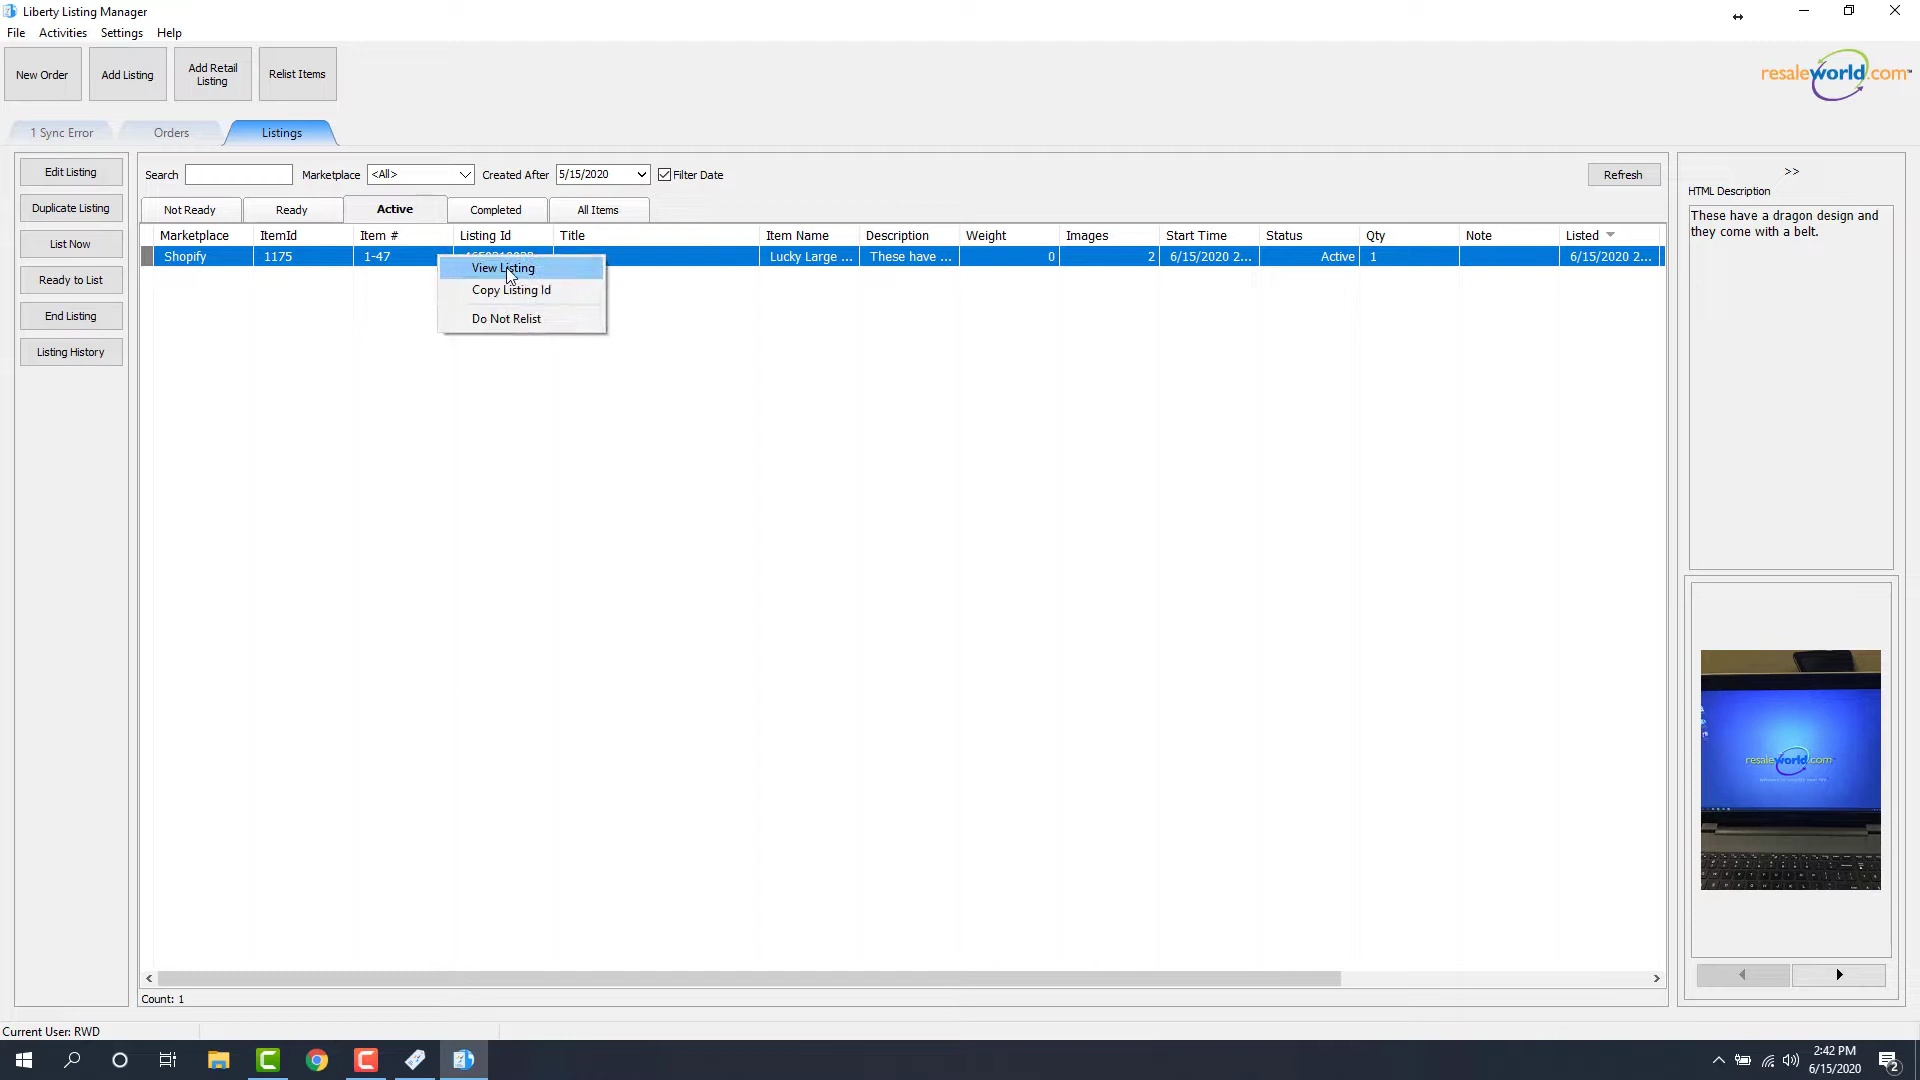 Liberty Listing Manager
File Activities Settings Help
New Order
Add Listing
Add Retail
Listing
Relist Items
resaleworld.com™
1 Sync Error
Orders
Listings
Edit Listing
Duplicate Listing
List Now
Ready to List
End Listing
Listing History
Search
Marketplace <All>
Created After 5/15/2020
Filter Date
Refresh
Not Ready
Ready
Active
Completed
All Items
Marketplace ItemId Item # Listing Id Title Item Name Description Weight Images Start Time Status Qty Note Listed
Shopify 1175 1-47 Lucky Large ... These have ... 0 2 6/15/2020 2... Active 1 6/15/2020 2...
View Listing
Copy Listing Id
Do Not Relist
>>
HTML Description
These have a dragon design and
they come with a belt.
resaleworld.com
Count: 1
Current User: RWD
2:42 PM
6/15/2020
2